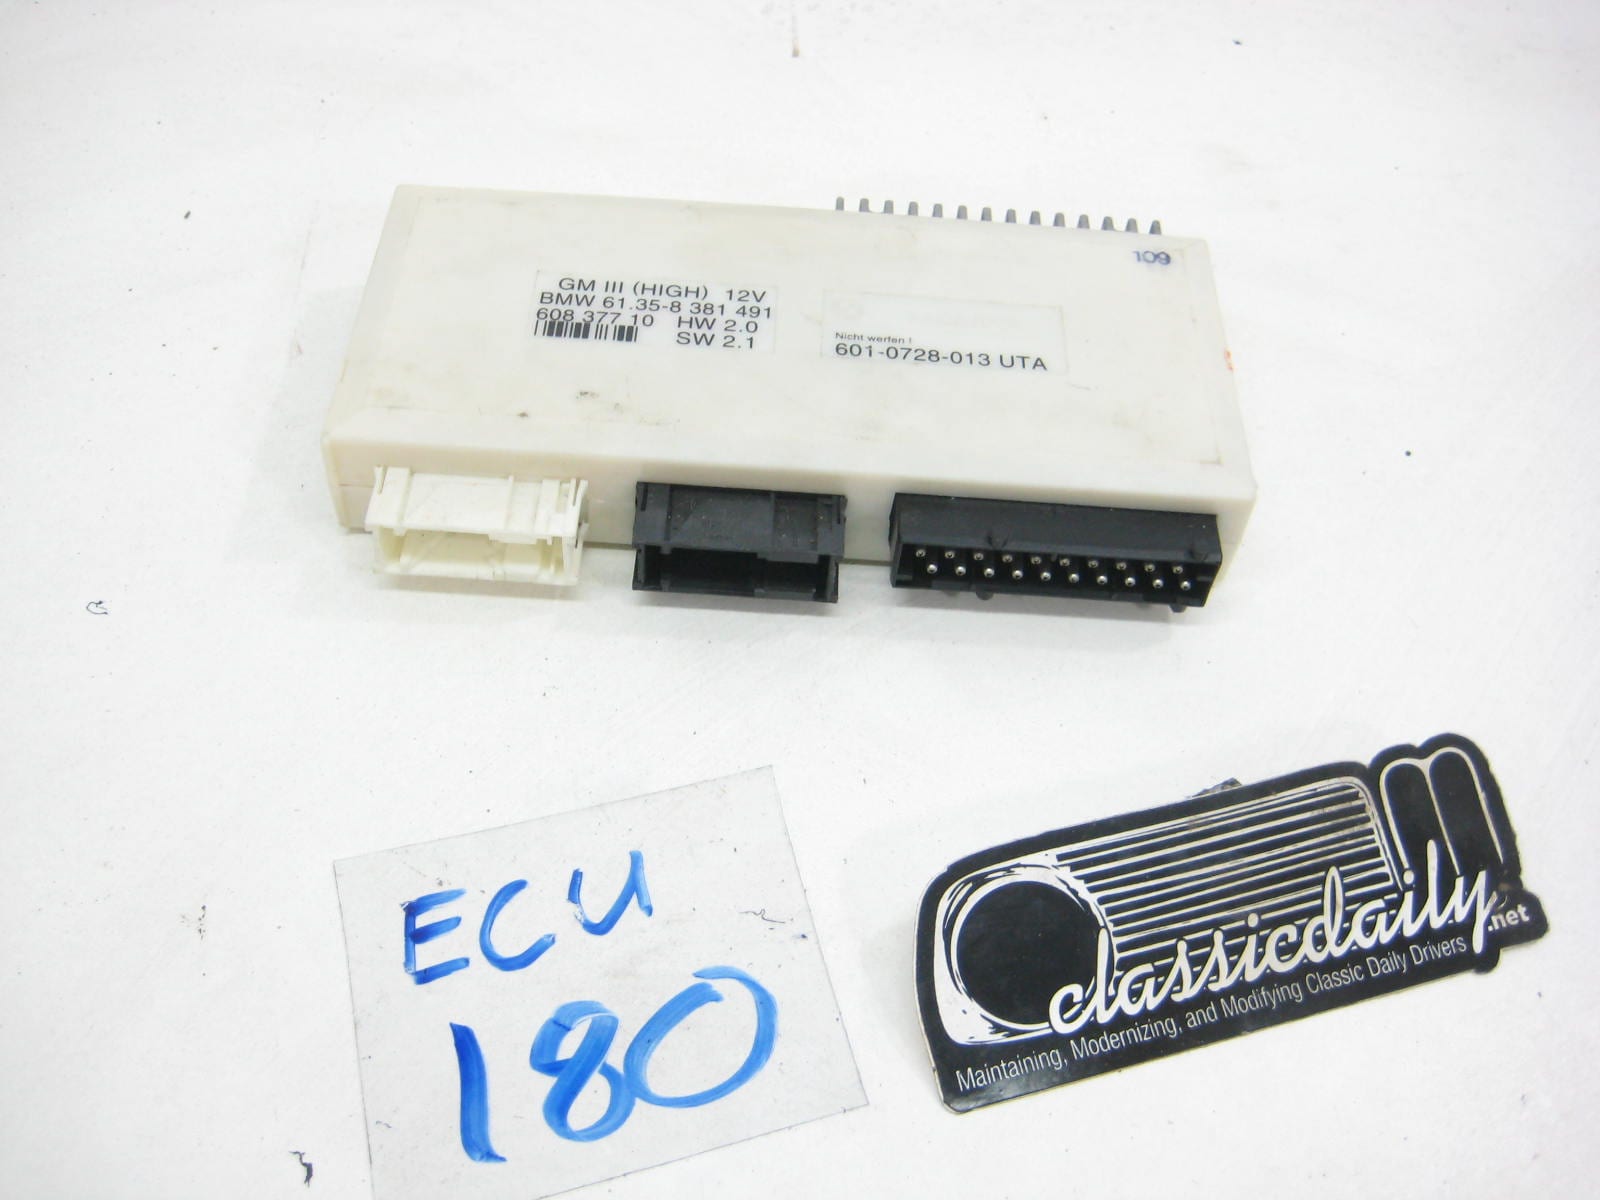 109
GM III (HIGH) 12V
BMW 61.35-8 381 491
608 377 10 HW 2.0
SW 2.1
Nicht werfen !
601-0728-013 UTA
ECU
180
classicdaily.net
Maintaining, Modernizing, and Modifying Classic Daily Drivers